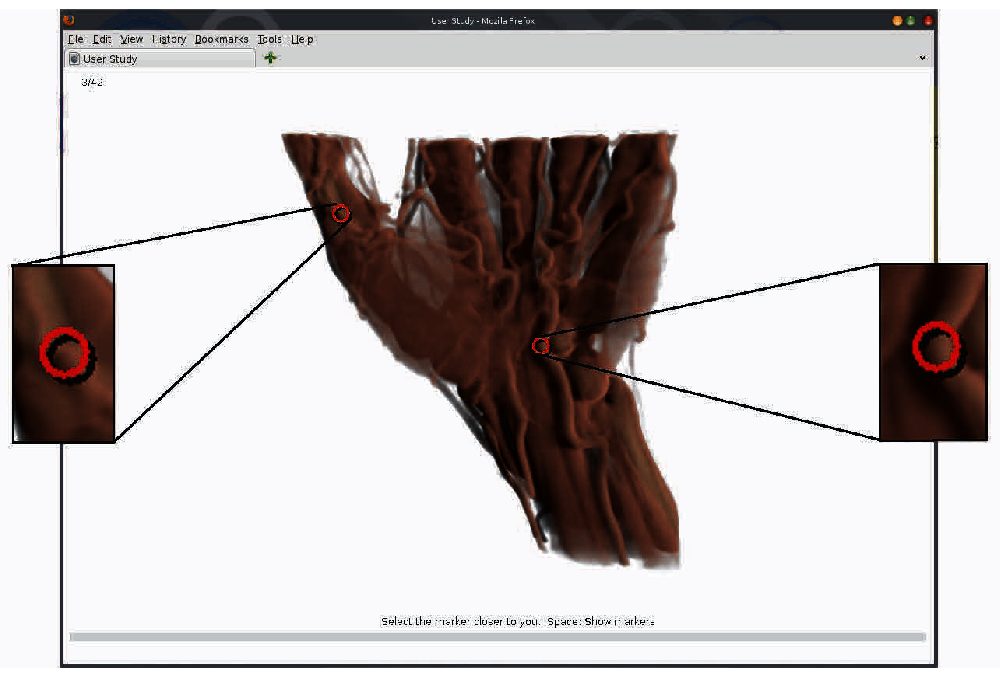 User Study - Mozilla Firefox
File Edit View History Bookmarks Tools Help
User Study
3/42
Select the marker closer to you. Space: Show markers